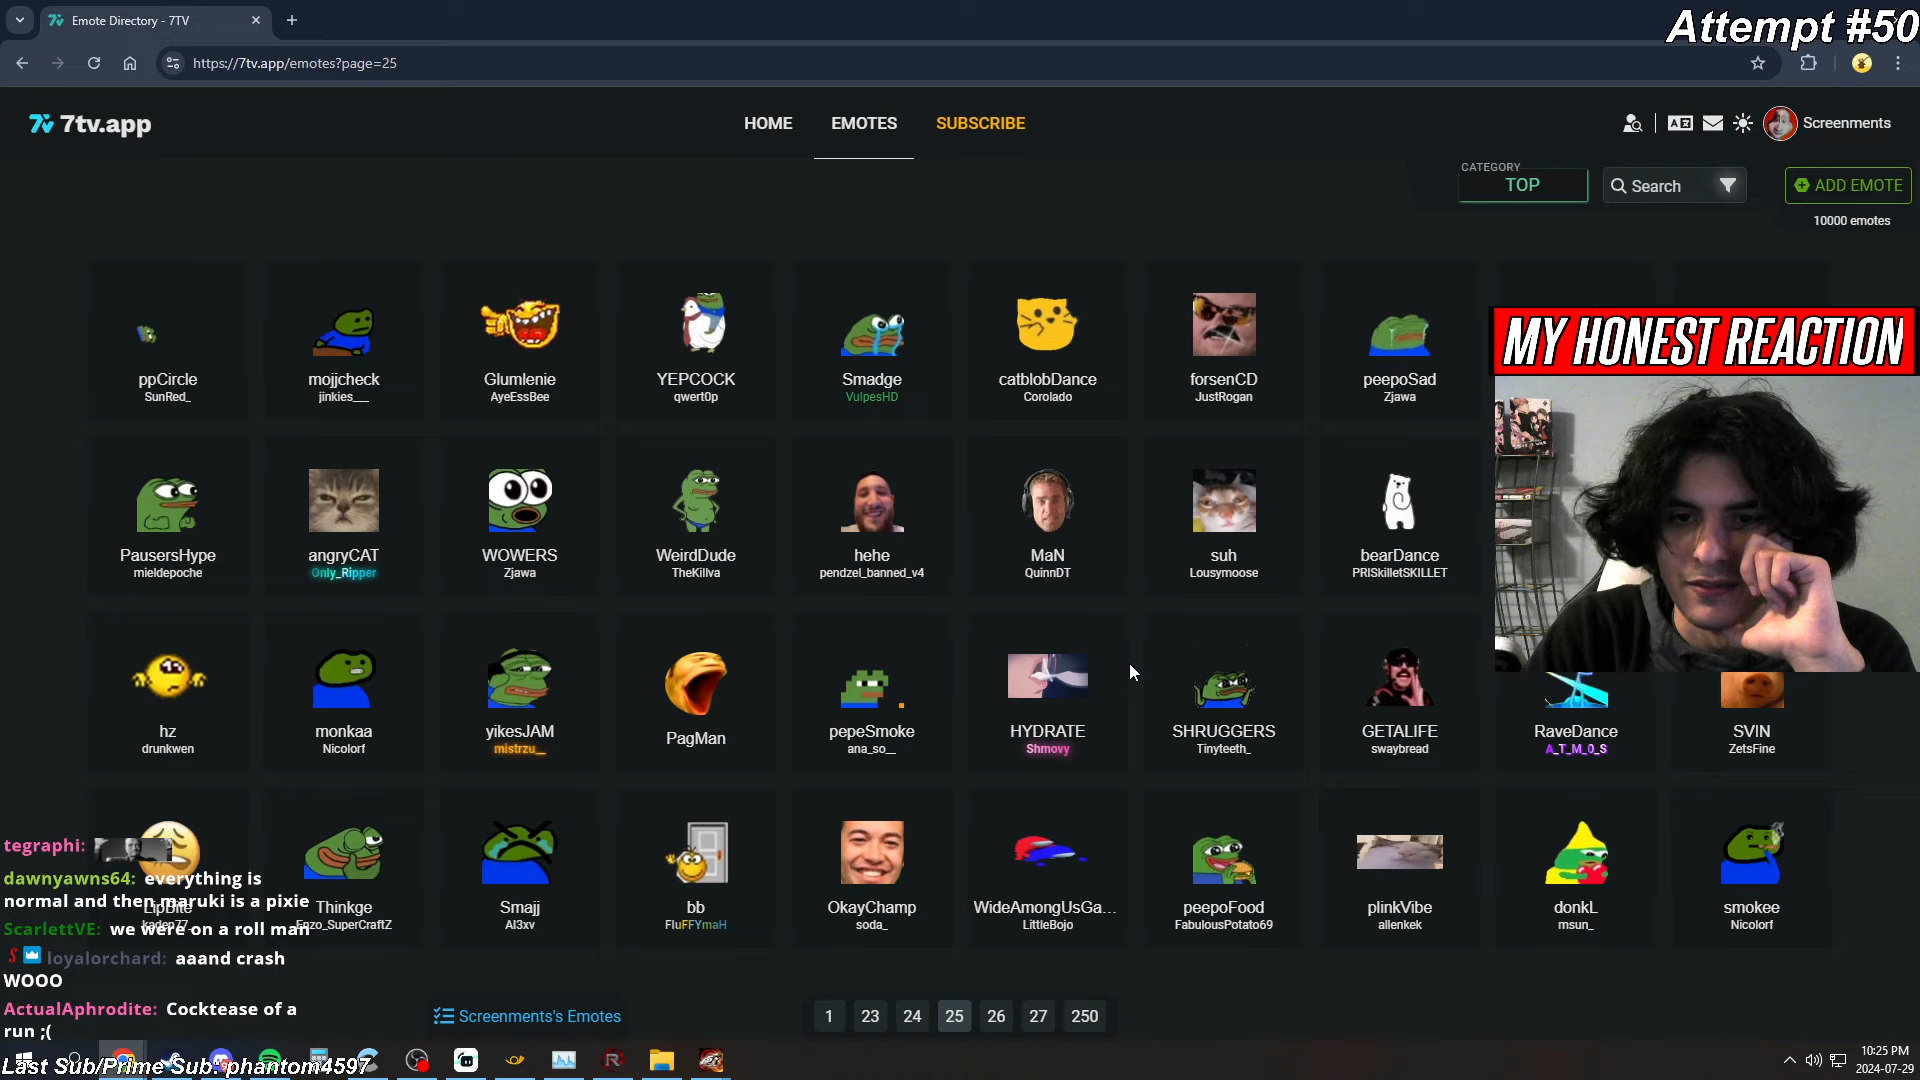 Emote Directory - 7TV
Attempt #50
https://7tv.app/emotes?page=25
7tv.app
HOME
EMOTES
SUBSCRIBE
Screenments
CATEGORY
TOP
Search
ADD EMOTE
10000 emotes
ppCircle
SunRed_
mojjcheck
jinkies___
Glumlenie
AyeEssBee
YEPCOCK
qwert0p
Smadge
VulpesHD
catblobDance
Corolado
forsenCD
JustRogan
peepoSad
Zjawa
MY HONEST REACTION
PausersHype
mieldepoche
angryCAT
Only_Ripper
WOWERS
Zjawa
WeirdDude
TheKillva
hehe
pendzel_banned_v4
MaN
QuinnDT
suh
Lousymoose
bearDance
PRISkilletSKILLET
hz
drunkwen
monkaa
Nicolorf
yikesJAM
mistrzu__
PagMan
pepeSmoke
ana_so__
HYDRATE
Shmovy
SHRUGGERS
Tinyteeth_
GETALIFE
swaybread
RaveDance
A_T_M_0_S
SVIN
ZetsFine
LipBite
kaden77_
Thinkge
Enzo_SuperCraftZ
Smajj
Al3xv
bb
FluFFYmaH
OkayChamp
soda_
WideAmongUsGa...
LittleBojo
peepoFood
FabulousPotato69
plinkVibe
allenkek
donkL
msun_
smokee
Nicolorf
tegraphi:
dawnyawns64: everything is
normal and then maruki is a pixie
ScarlettVE: we were on a roll man
loyalorchard: aaand crash
WOOO
ActualAphrodite: Cocktease of a
run ;(
Last Sub/Prime Sub: phantom4597
Screenments's Emotes
1
23
24
25
26
27
250
10:25 PM
2024-07-29